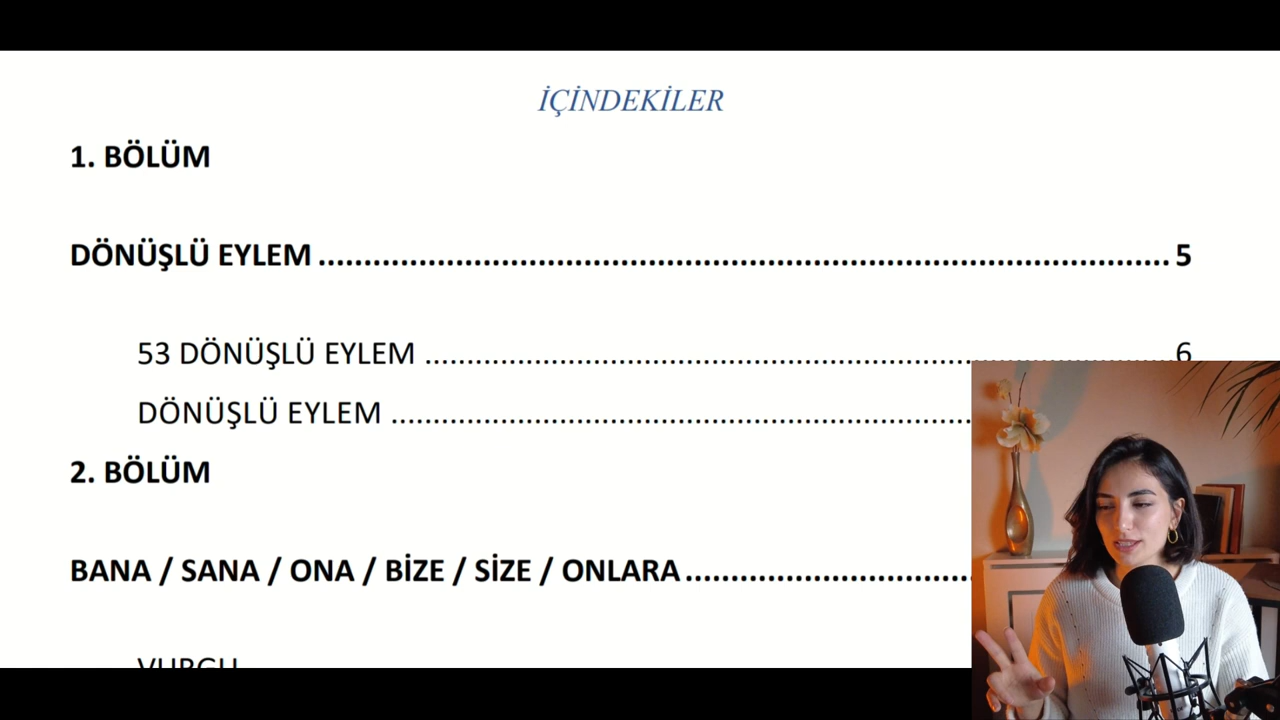 İÇİNDEKİLER
1. BÖLÜM
DÖNÜŞLÜ EYLEM ........................................................................................... 5
53 DÖNÜŞLÜ EYLEM ........................................................................... 6
DÖNÜŞLÜ EYLEM ..............................................................
2. BÖLÜM
BANA / SANA / ONA / BİZE / SİZE / ONLARA ...............................
VURGU